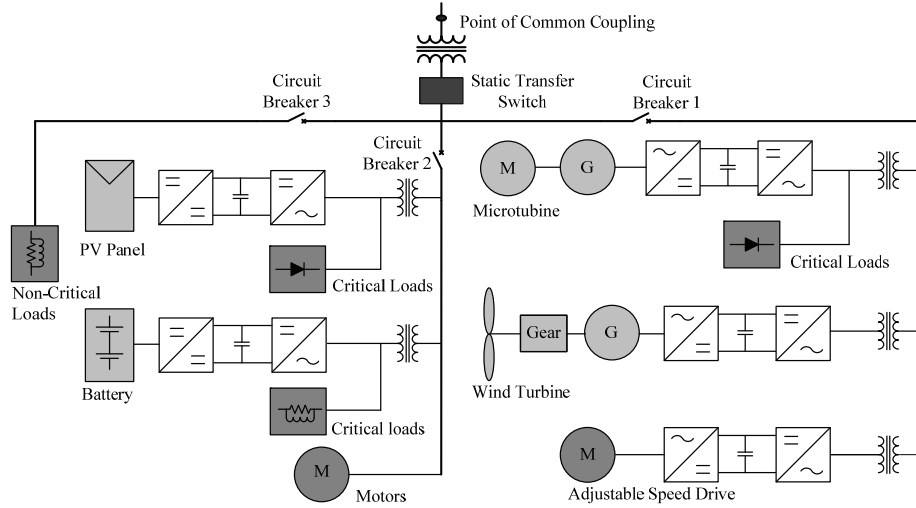 Point of Common Coupling
Circuit
Breaker 3
Static Transfer
Switch
Circuit
Breaker 1
Circuit
Breaker 2
M
G
Microtubine
PV Panel
Critical Loads
Critical Loads
Non-Critical
Loads
Gear
G
Wind Turbine
Battery
Critical loads
M
Motors
M
Adjustable Speed Drive